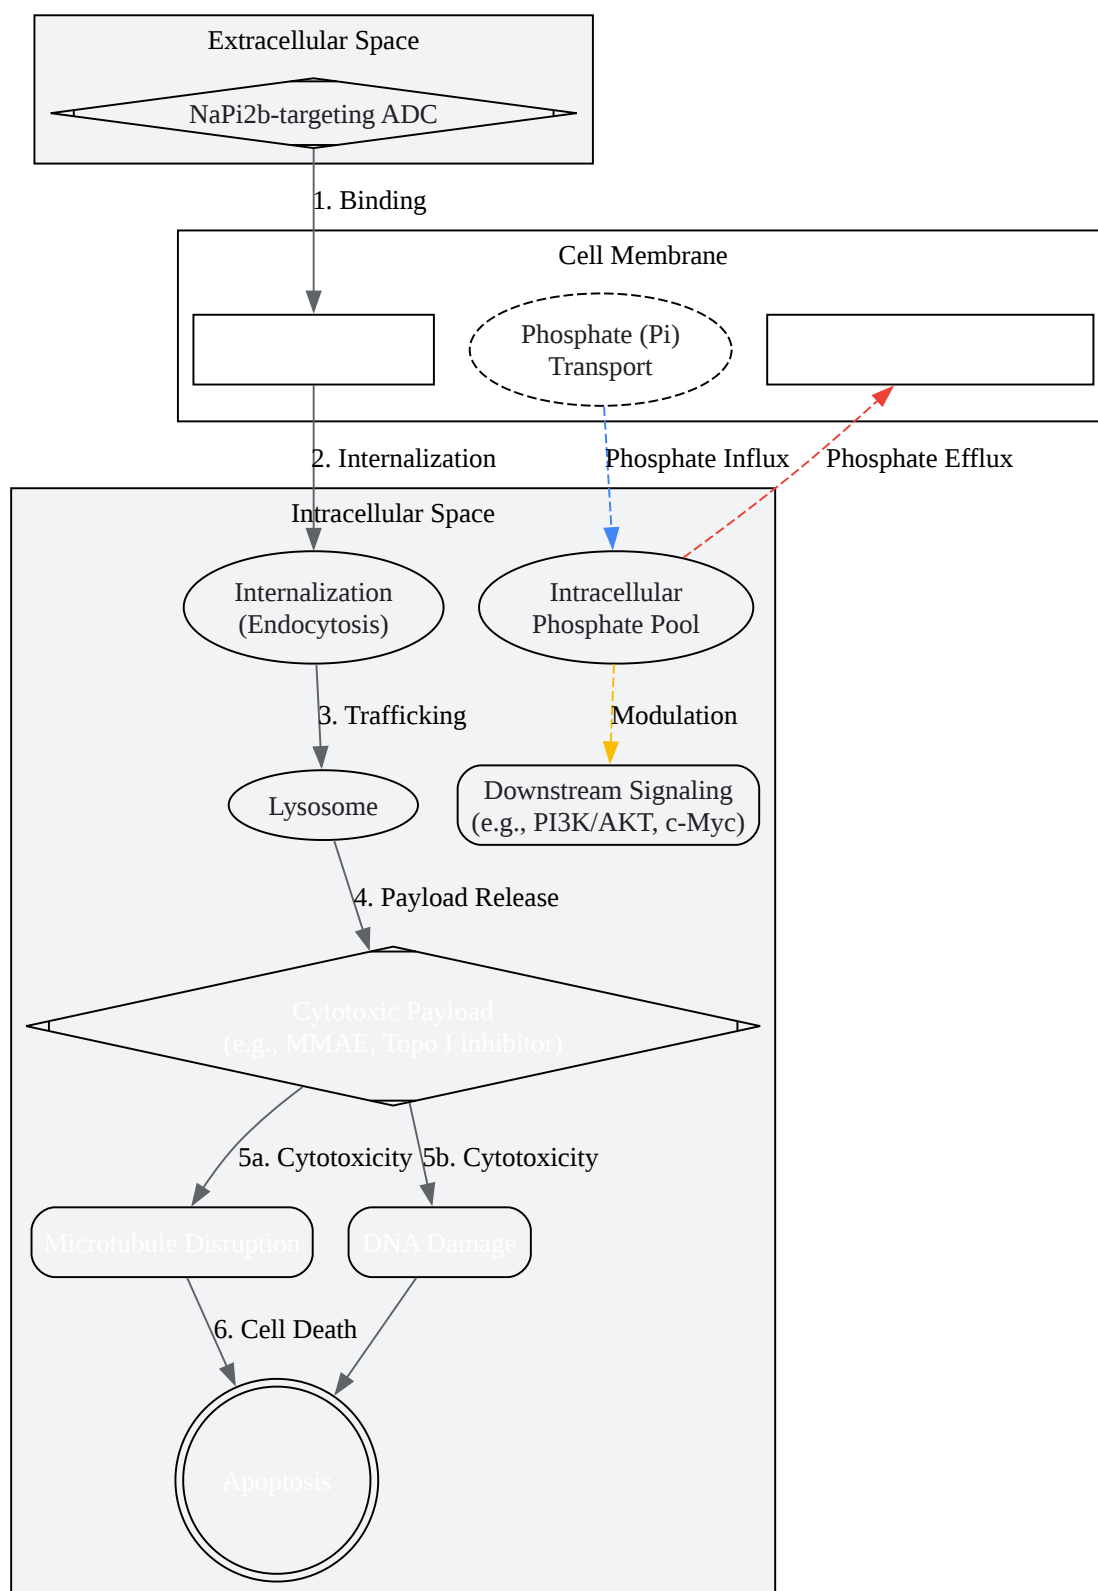 Extracellular Space
NaPi2b-targeting ADC
1. Binding
Cell Membrane
Phosphate (Pi)
Transport
2. Internalization
Phosphate Influx
Phosphate Efflux
Intracellular Space
Internalization
(Endocytosis)
Intracellular
Phosphate Pool
3. Trafficking
Modulation
Lysosome
Downstream Signaling
(e.g., PI3K/AKT, c-Myc)
4. Payload Release
Cytotoxic Payload
(e.g., MMAE, Topo I inhibitor)
5a. Cytotoxicity
5b. Cytotoxicity
Microtubule Disruption
DNA Damage
6. Cell Death
Apoptosis